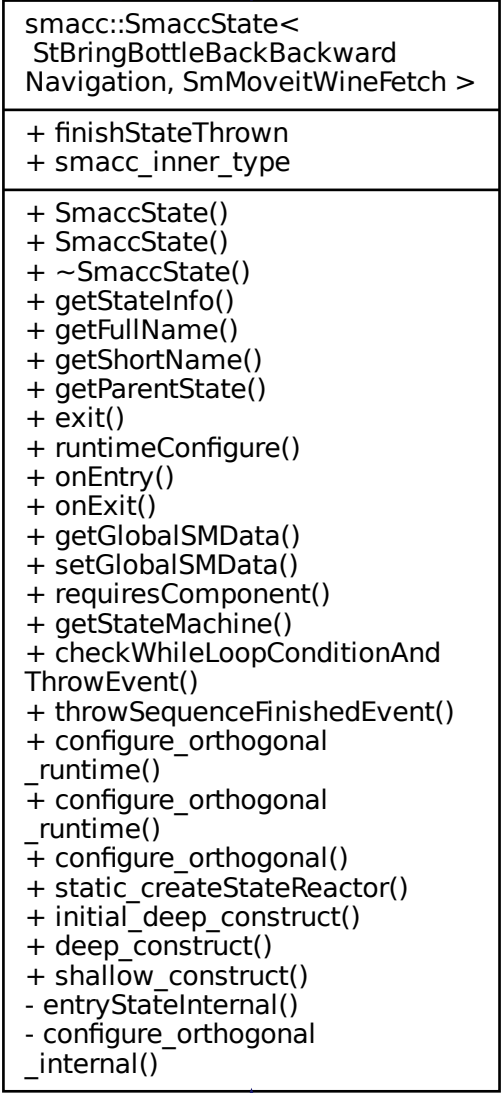 smacc::SmaccState<
 StBringBottleBackBackward
Navigation, SmMoveitWineFetch >
+ finishStateThrown
+ smacc_inner_type
+ SmaccState()
+ SmaccState()
+ ~SmaccState()
+ getStateInfo()
+ getFullName()
+ getShortName()
+ getParentState()
+ exit()
+ runtimeConfigure()
+ onEntry()
+ onExit()
+ getGlobalSMData()
+ setGlobalSMData()
+ requiresComponent()
+ getStateMachine()
+ checkWhileLoopConditionAnd
ThrowEvent()
+ throwSequenceFinishedEvent()
+ configure_orthogonal
_runtime()
+ configure_orthogonal
_runtime()
+ configure_orthogonal()
+ static_createStateReactor()
+ initial_deep_construct()
+ deep_construct()
+ shallow_construct()
- entryStateInternal()
- configure_orthogonal
_internal()